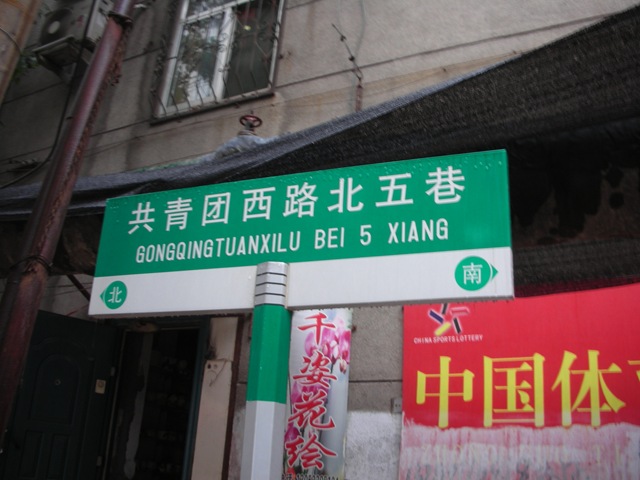 共青团西路北五巷
GONGQINGTUANXILU BEI 5 XIANG
北
南
CHINA SPORTS LOTTERY
中国体
千姿花绘